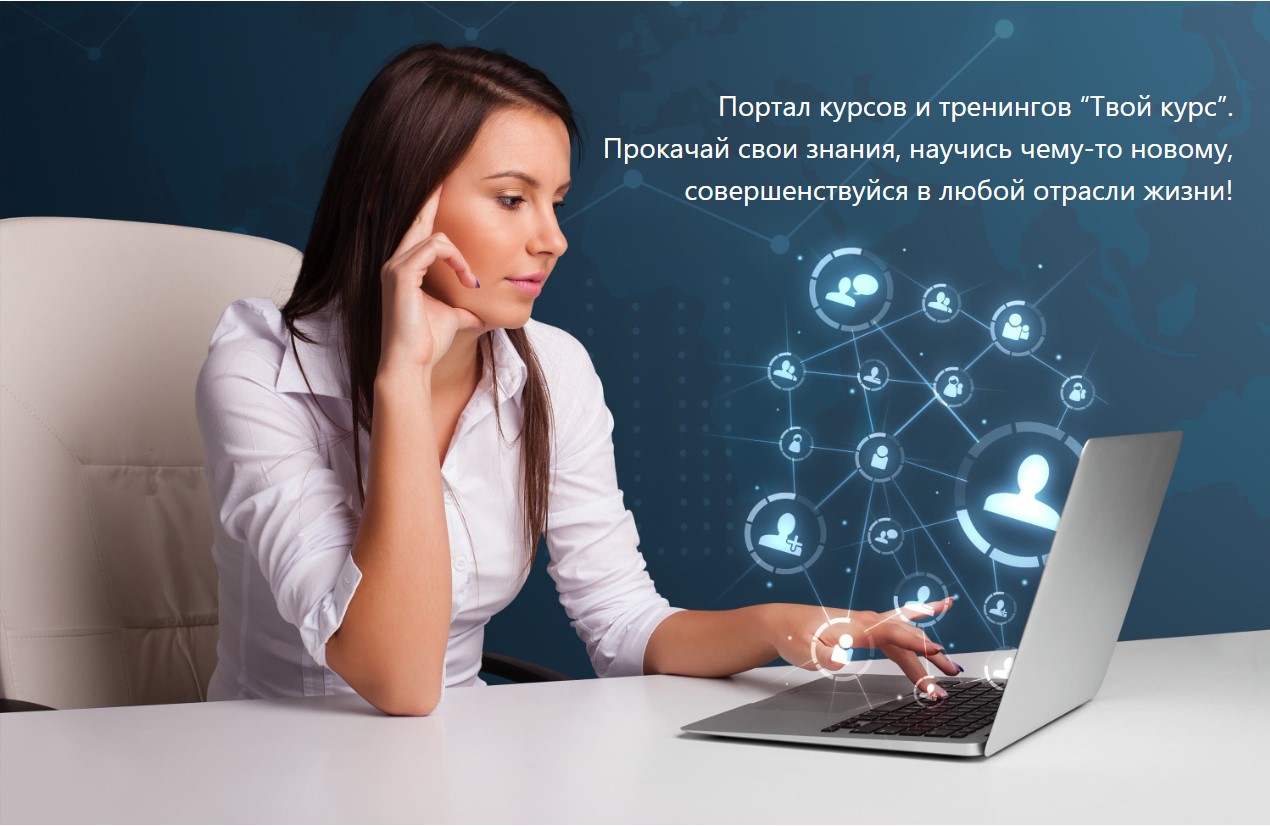 Портал курсов и тренингов “Твой курс”.
Прокачай свои знания, научись чему-то новому,
совершенствуйся в любой отрасли жизни!